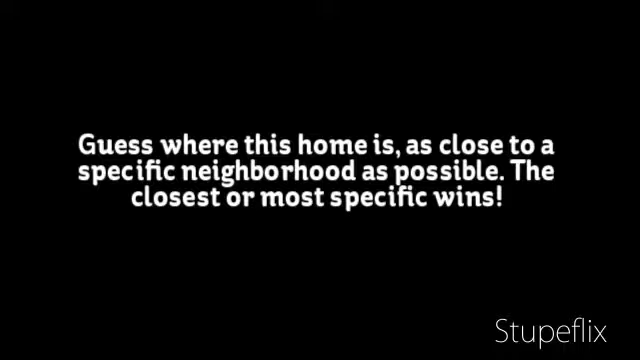 Guess where this home is, as close to a
specific neighborhood as possible. The
closest or most specific wins!
Stupeflix